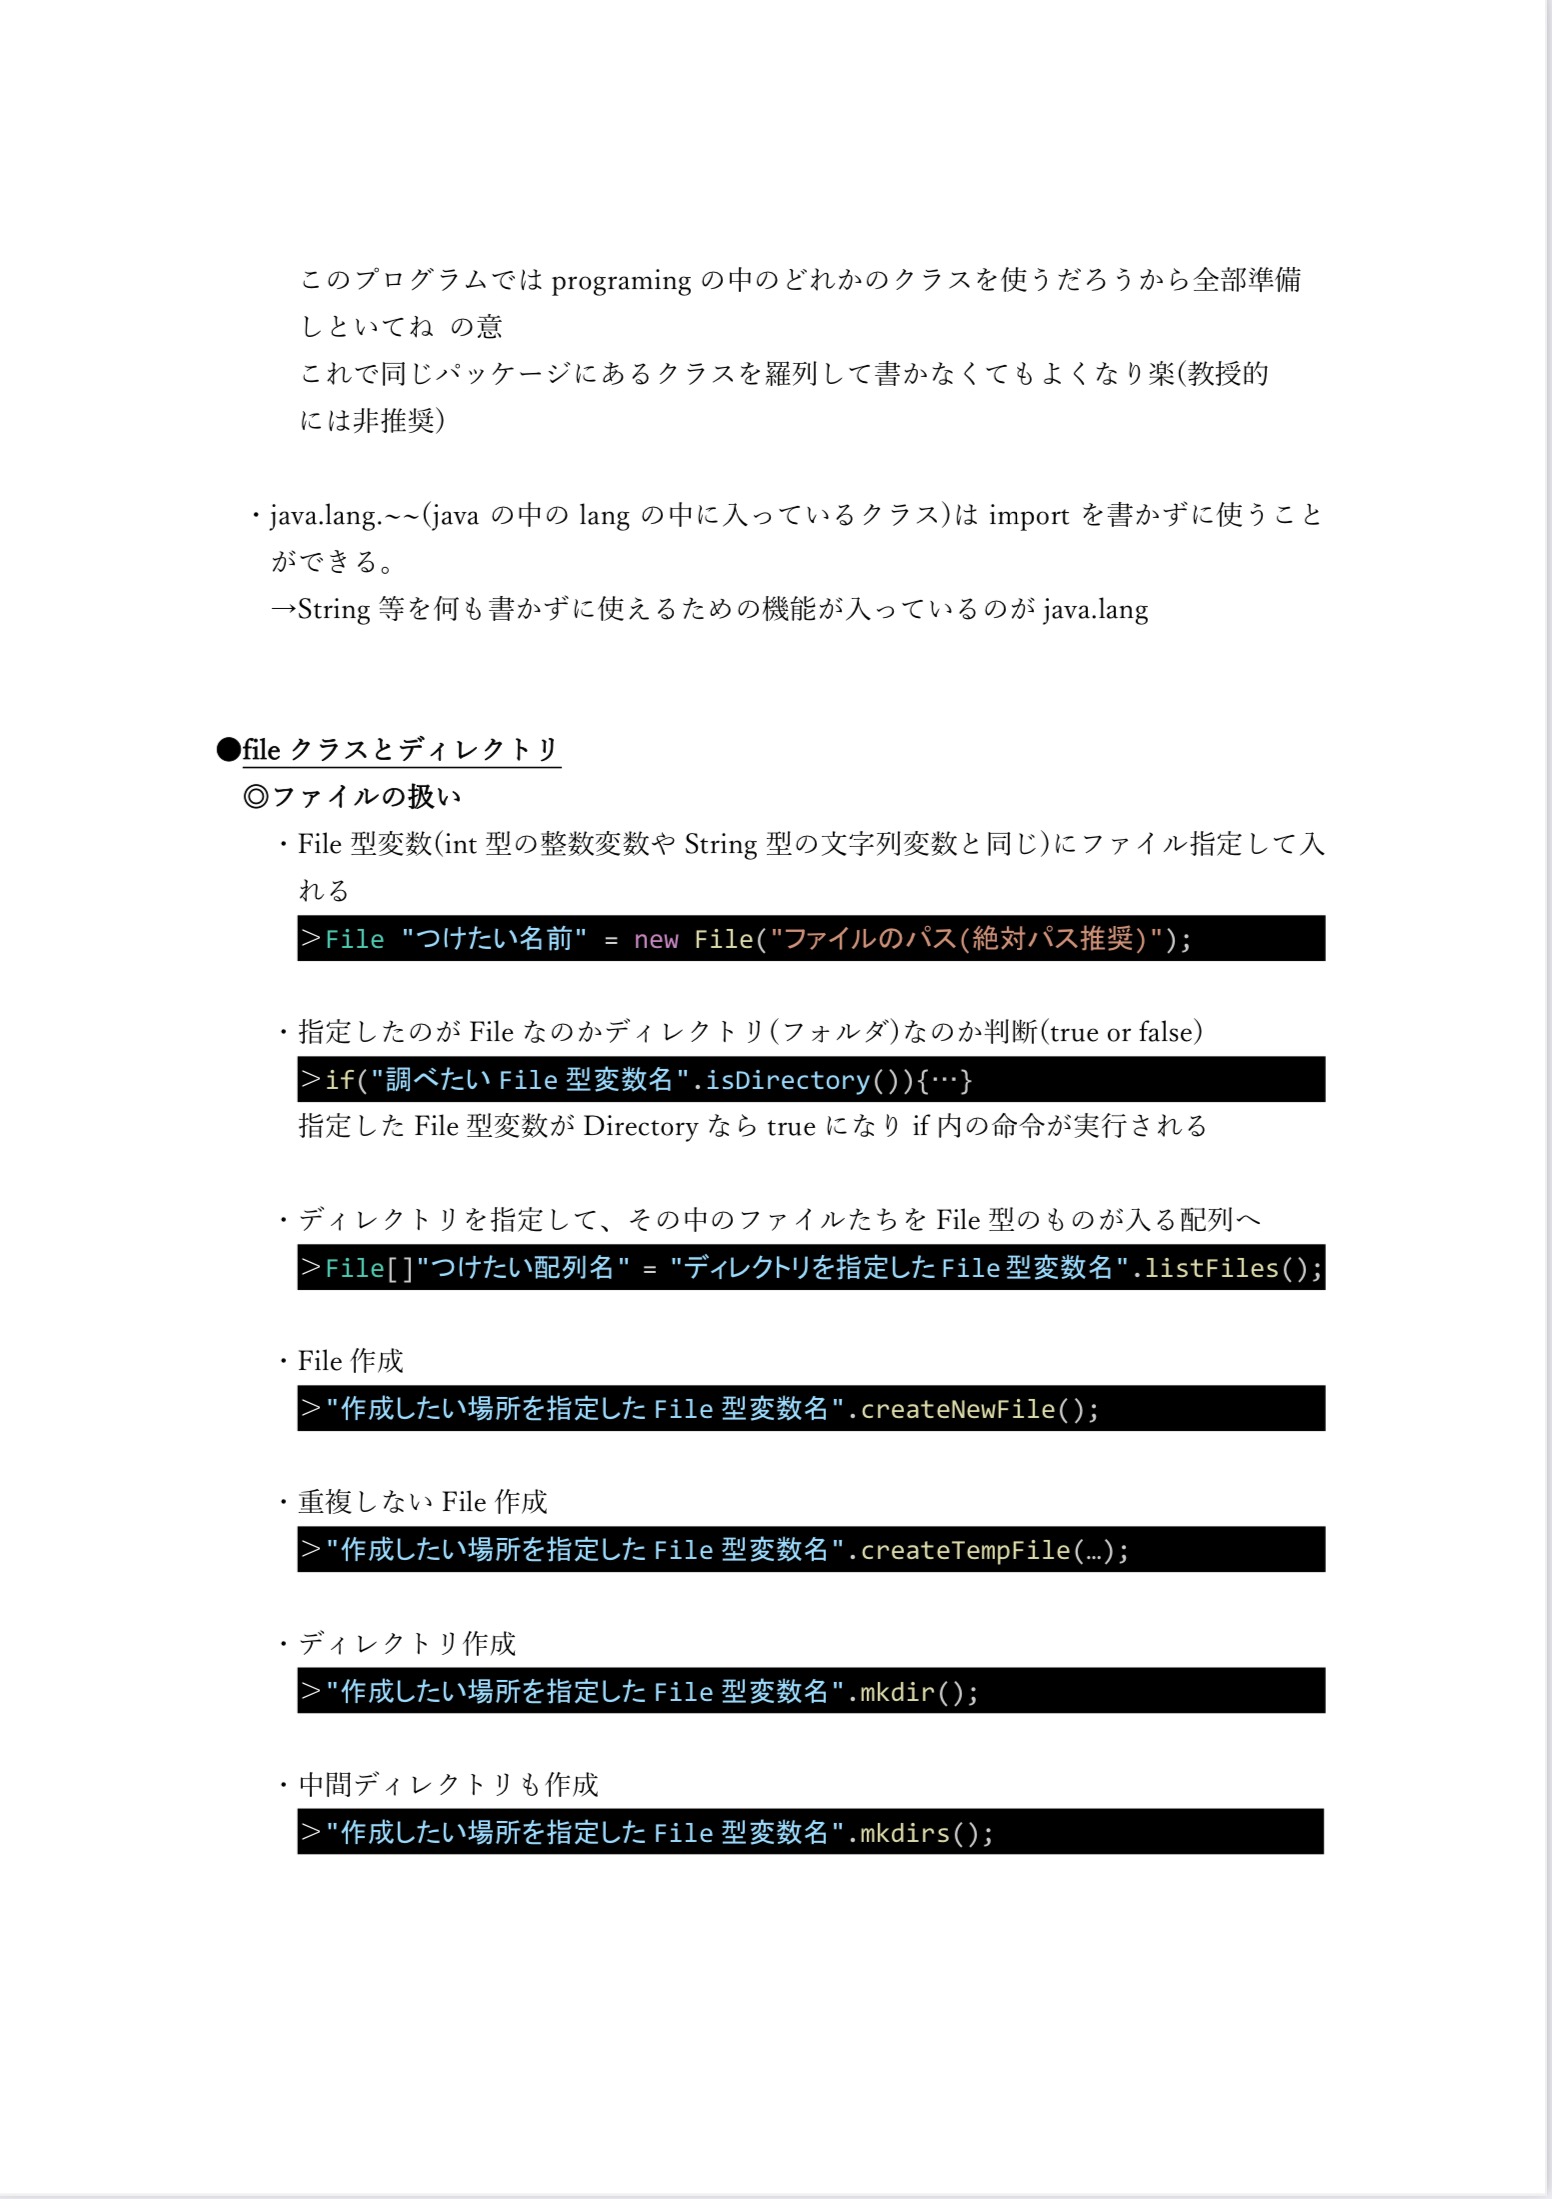 このプログラムでは programing の中のどれかのクラスを使うだろうから全部準備
しといてね の意
これで同じパッケージにあるクラスを羅列して書かなくてもよくなり楽(教授的
には非推奨)
・java.lang.~~(java の中の lang の中に入っているクラス)は import を書かずに使うこと
ができる。
→String 等を何も書かずに使えるための機能が入っているのが java.lang
●file クラスとディレクトリ
◎ファイルの扱い
・File 型変数(int 型の整数変数や String 型の文字列変数と同じ)にファイル指定して入
れる
＞File "つけたい名前" = new File("ファイルのパス(絶対パス推奨)");
・指定したのが File なのかディレクトリ(フォルダ)なのか判断(true or false)
＞if("調べたい File 型変数名".isDirectory()){…}
指定した File 型変数が Directory なら true になり if 内の命令が実行される
・ディレクトリを指定して、その中のファイルたちを File 型のものが入る配列へ
＞File[]"つけたい配列名" = "ディレクトリを指定した File 型変数名".listFiles();
・File 作成
＞"作成したい場所を指定した File 型変数名".createNewFile();
・重複しない File 作成
＞"作成したい場所を指定した File 型変数名".createTempFile(…);
・ディレクトリ作成
＞"作成したい場所を指定した File 型変数名".mkdir();
・中間ディレクトリも作成
＞"作成したい場所を指定した File 型変数名".mkdirs();